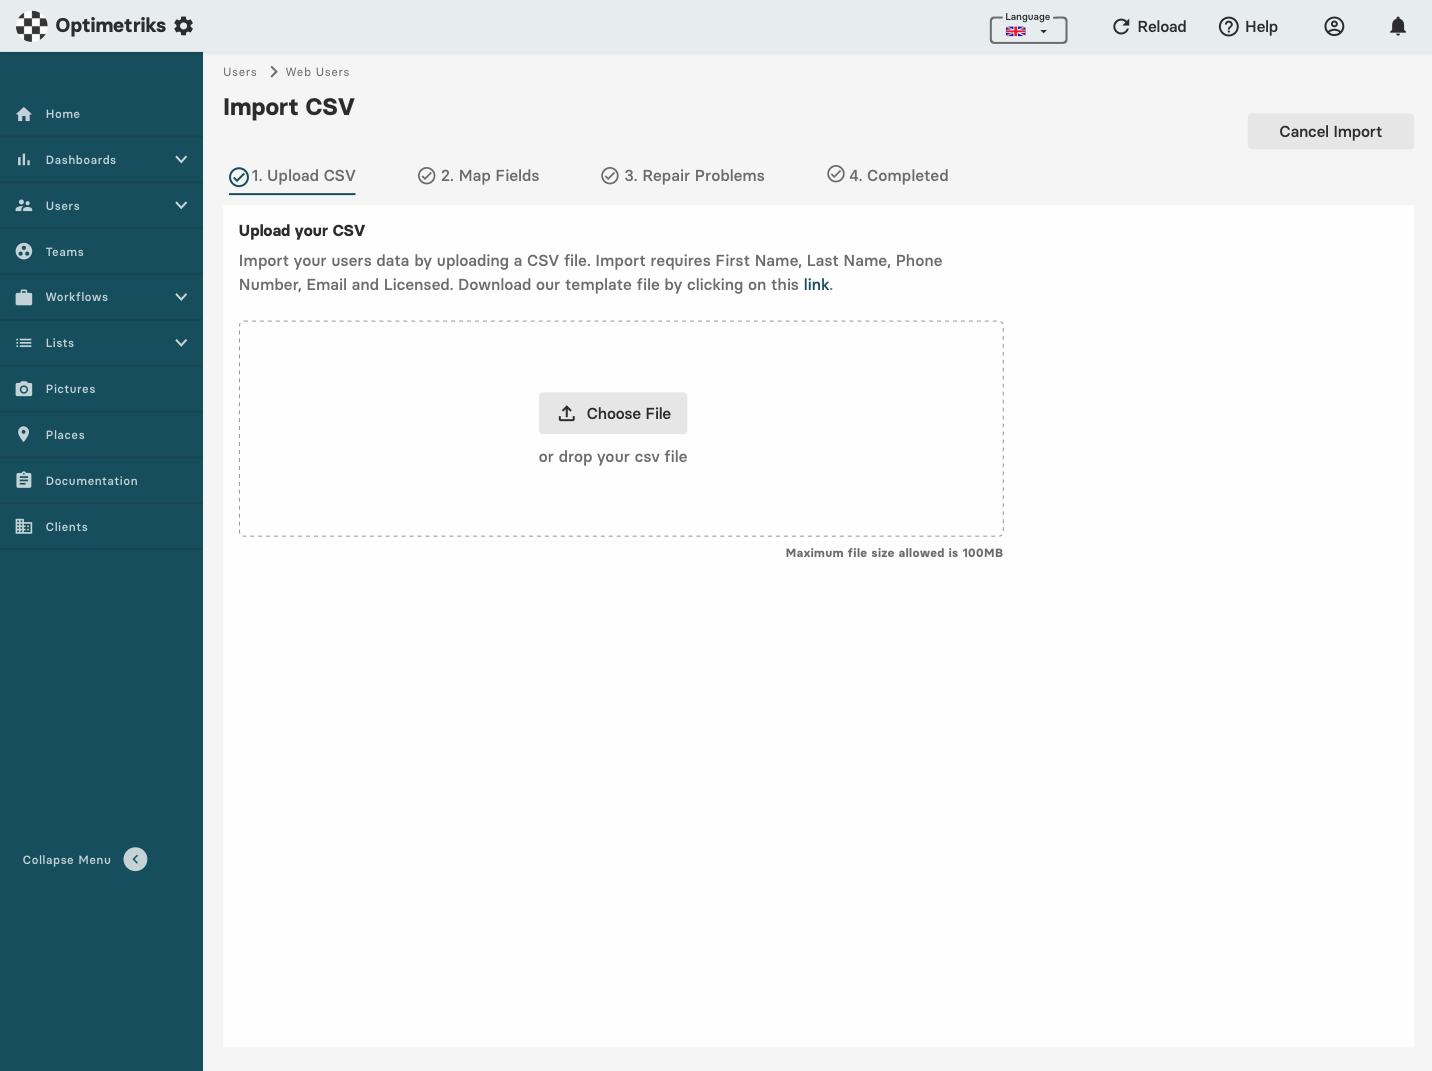 Optimetriks
Language
Reload
Help
Home
Dashboards
Users
Teams
Workflows
Lists
Pictures
Places
Documentation
Clients
Collapse Menu
Users
Web Users
Import CSV
Cancel Import
1. Upload CSV
2. Map Fields
3. Repair Problems
4. Completed
Upload your CSV
Import your users data by uploading a CSV file. Import requires First Name, Last Name, Phone
Number, Email and Licensed. Download our template file by clicking on this link.
Choose File
or drop your csv file
Maximum file size allowed is 100MB